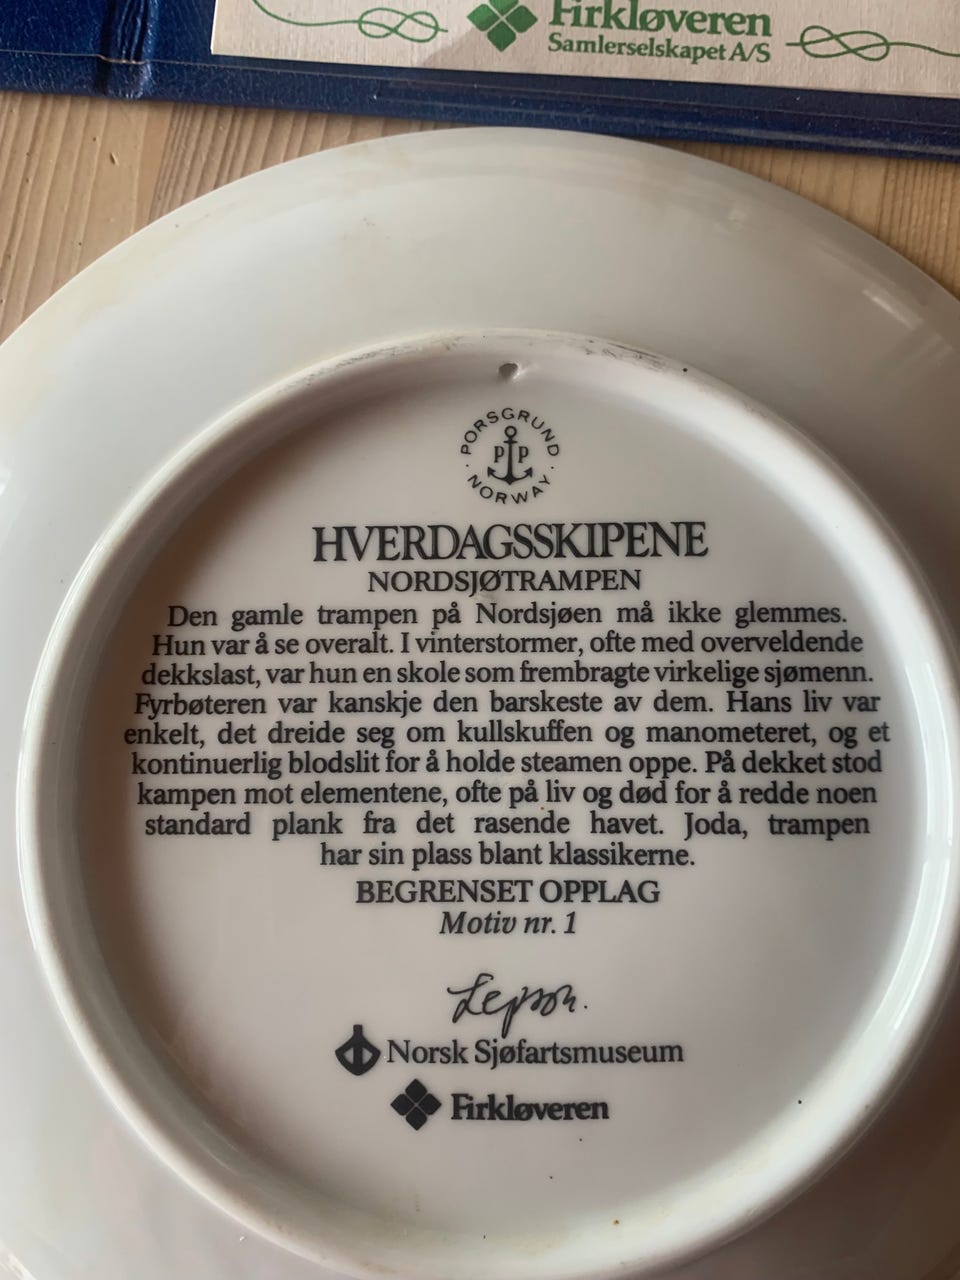 Firkløveren
Samlerselskapet A/S
PORSGRUND
P P
NORWAY
HVERDAGSSKIPENE
NORDSJØTRAMPEN
Den gamle trampen på Nordsjøen må ikke glemmes.
Hun var å se overalt. I vinterstormer, ofte med overveldende
dekkslast, var hun en skole som frembragte virkelige sjømenn.
Fyrbøteren var kanskje den barskeste av dem. Hans liv var
enkelt, det dreide seg om kullskuffen og manometeret, og et
kontinuerlig blodslit for å holde steamen oppe. På dekket stod
kampen mot elementene, ofte på liv og død for å redde noen
standard plank fra det rasende havet. Joda, trampen
har sin plass blant klassikerne.
BEGRENSET OPPLAG
Motiv nr. 1
Norsk Sjøfartsmuseum
Firkløveren